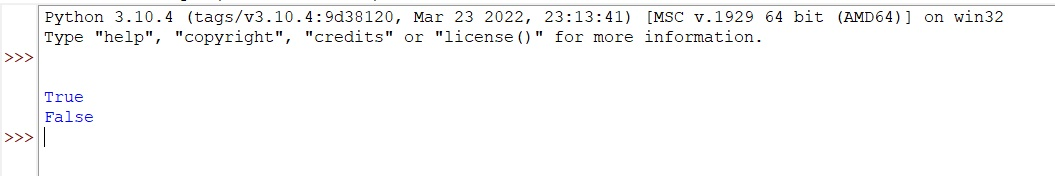 Python 3.10.4 (tags/v3.10.4:9d38120, Mar 23 2022, 23:13:41) [MSC v.1929 64 bit (AMD64)] on win32
Type "help", "copyright", "credits" or "license()" for more information.
>>>
True
False
>>>